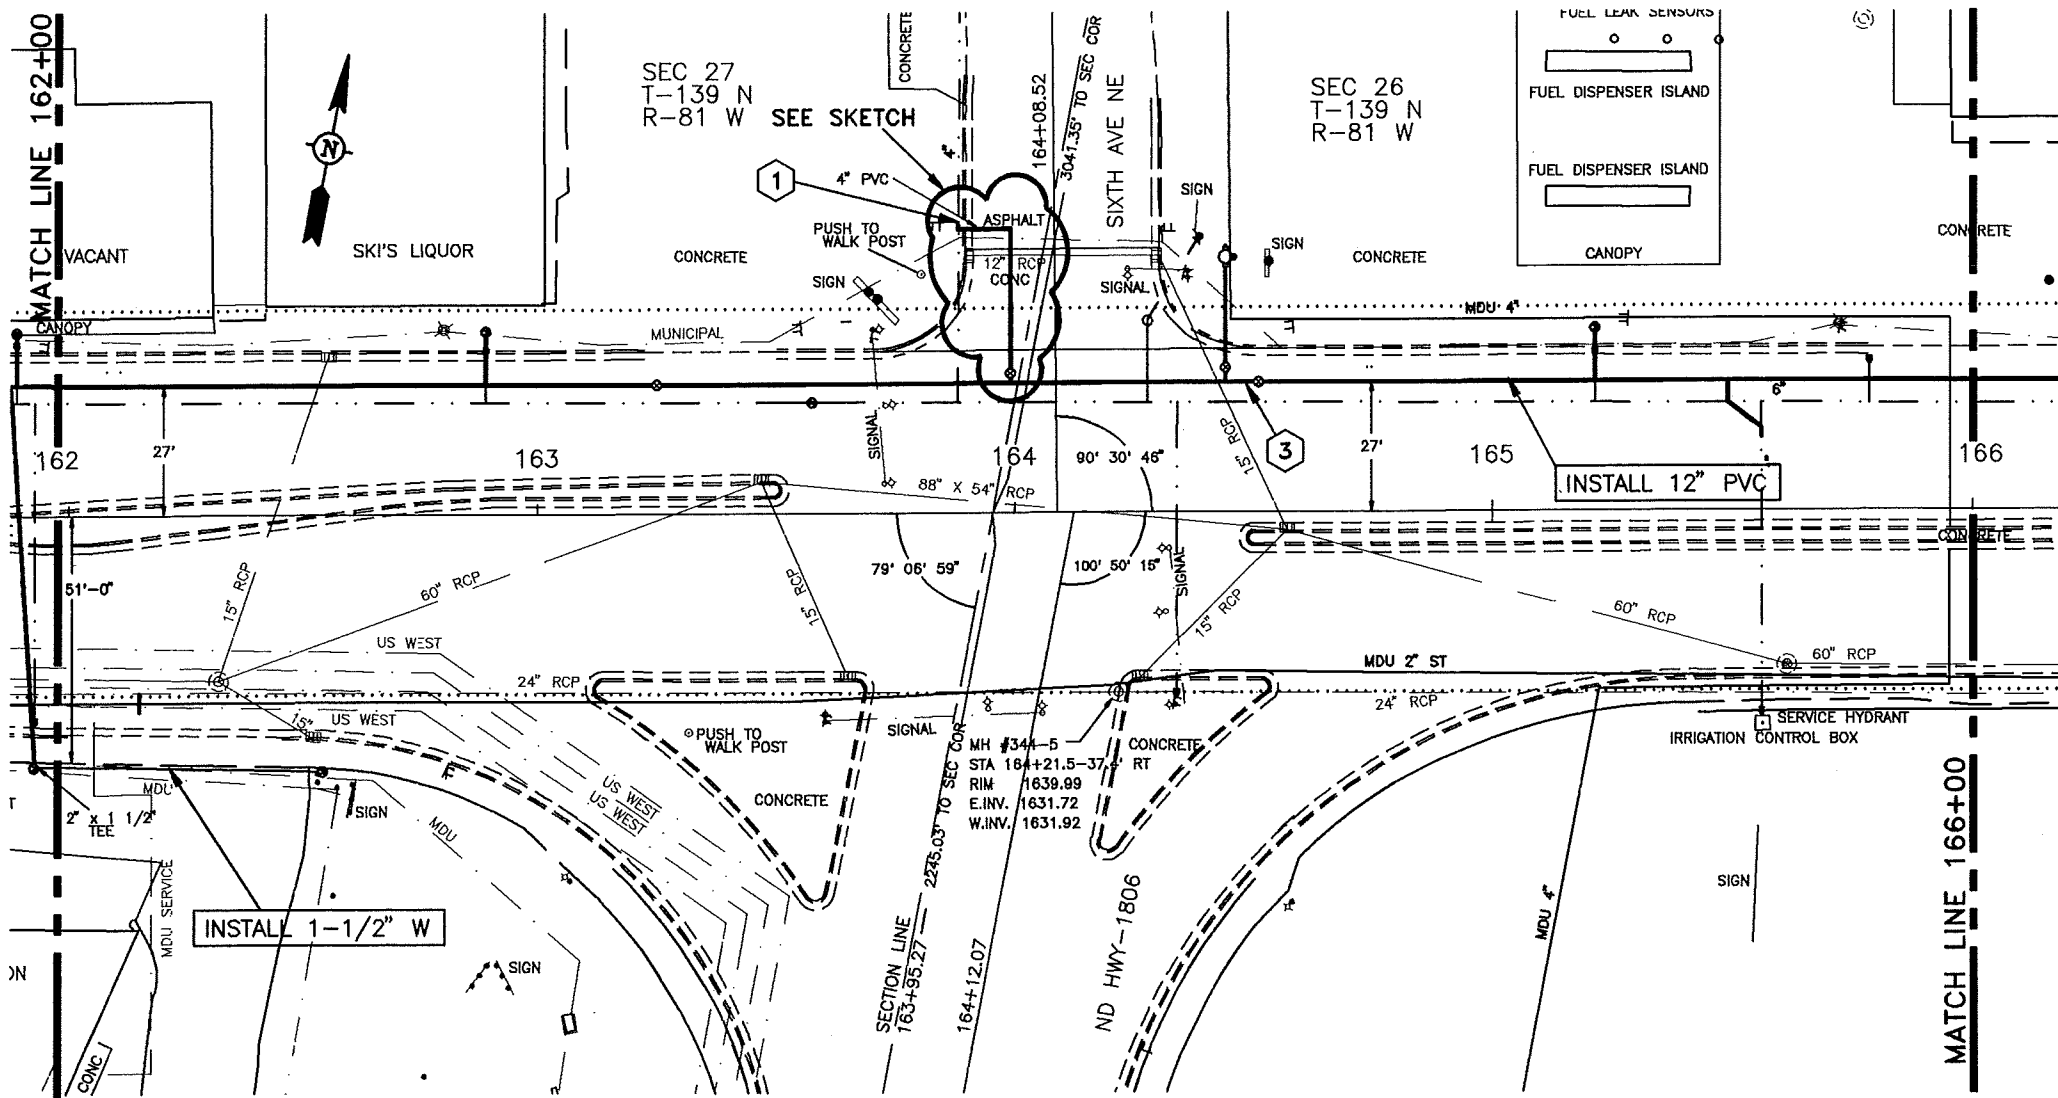 MATCH LINE 162+00
VACANT
SKI'S LIQUOR
N
SEC 27
T-139 N
R-81 W
SEE SKETCH
CONCRETE
1
4" PVC
4"
PUSH TO
WALK POST
ASPHALT
12" RCP
CONC
164+08.52
3041.35' TO SEC COR
SIXTH AVE NE
SIGN
SIGN
SIGN
SIGNAL
SEC 26
T-139 N
R-81 W
FUEL LEAK SENSORS
FUEL DISPENSER ISLAND
FUEL DISPENSER ISLAND
CANOPY
CONCRETE
CONCRETE
CONCRETE
CANOPY
MUNICIPAL
MDU 4"
6"
162
27'
163
SIGNAL
164
90' 30' 46"
15" RCP
3
27'
165
INSTALL 12" PVC
166
88" X 54" RCP
CONCRETE
51'-0"
15" RCP
60" RCP
15" RCP
79' 06' 59"
100' 50' 15"
SIGNAL
15" RCP
60" RCP
US WEST
24" RCP
MDU 2" ST
60" RCP
24" RCP
15"
US WEST
PUSH TO
WALK POST
SIGNAL
MH #344-5
STA 164+21.5-37.4' RT
RIM 1639.99
E.INV. 1631.72
W.INV. 1631.92
CONCRETE
SERVICE HYDRANT
IRRIGATION CONTROL BOX
MDU
2" x 1 1/2"
TEE
SIGN
MDU
US WEST
US WEST
CONCRETE
MDU SERVICE
INSTALL 1-1/2" W
SIGN
SECTION LINE
163+95.27
2245.03' TO SEC COR
164+12.07
ND HWY-1806
MDU 4"
SIGN
MATCH LINE 166+00
ON
CONC